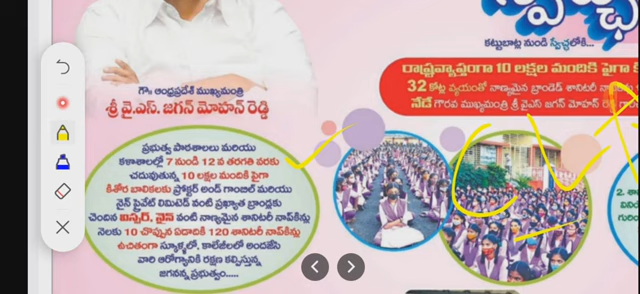 స్వేచ్ఛ
కట్టుబాట్ల నుండి స్వేచ్ఛలోకి...
గౌ॥ ఆంధ్రప్రదేశ్ ముఖ్యమంత్రి
శ్రీ వై.ఎస్. జగన్ మోహన్ రెడ్డి
రాష్ట్రవ్యాప్తంగా 10 లక్షల మందికి పైగా
32 కోట్ల వ్యయంతో నాణ్యమైన బ్రాండెడ్ శానిటరీ
నేడే గౌరవ ముఖ్యమంత్రి శ్రీ వైఎస్ జగన్ మోహన్
ప్రభుత్వ పాఠశాలలు మరియు
కళాశాలల్లో 7 నుండి 12 వ తరగతి వరకు
చదువుతున్న 10 లక్షల మందికి పైగా
కిశోర బాలికలకు ప్రోక్టర్ అండ్ గాంబిల్ మరియు
నైన్ ప్రైవేట్ లిమిటెడ్ వంటి ప్రఖ్యాత బ్రాండ్లకు
చెందిన విస్పర్, నైన్ వంటి నాణ్యమైన శానిటరీ నాప్‌కిన్లు
నెలకు 10 చొప్పున ఏడాదికి 120 శానిటరీ నాప్‌కిన్లు
ఉచితంగా స్కూళ్లలో, కాలేజీలలో అందజేసి
వారి ఆరోగ్యానికి రక్షణ కల్పిస్తున్న
జగనన్న ప్రభుత్వం.....